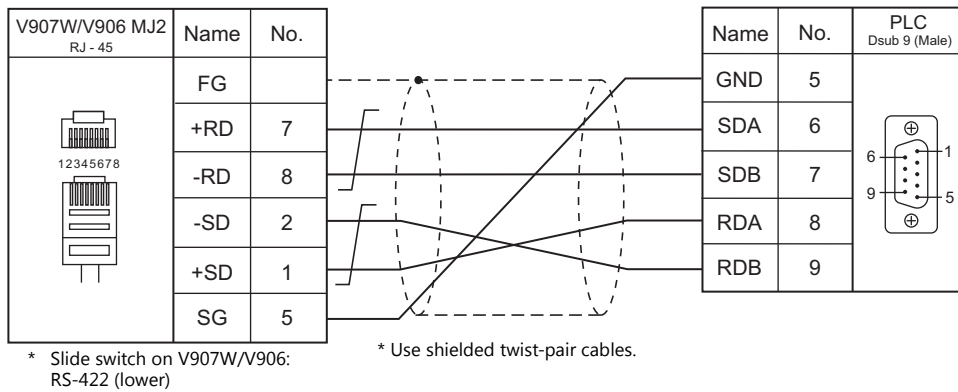 V907W/V906 MJ2
RJ - 45
Name No.
FG
+RD 7
-RD 8
-SD 2
+SD 1
SG 5
12345678
Name No.
PLC
Dsub 9 (Male)
GND 5
SDA 6
SDB 7
RDA 8
RDB 9
6 1
9 5
* Slide switch on V907W/V906:
RS-422 (lower)
* Use shielded twist-pair cables.